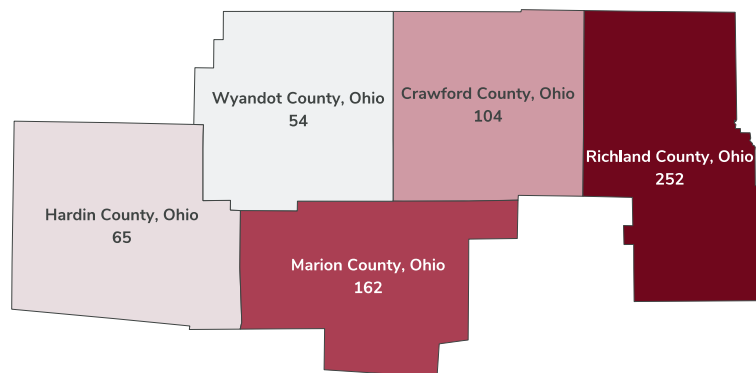 Wyandot County, Ohio
54
Crawford County, Ohio
104
Richland County, Ohio
252
Hardin County, Ohio
65
Marion County, Ohio
162